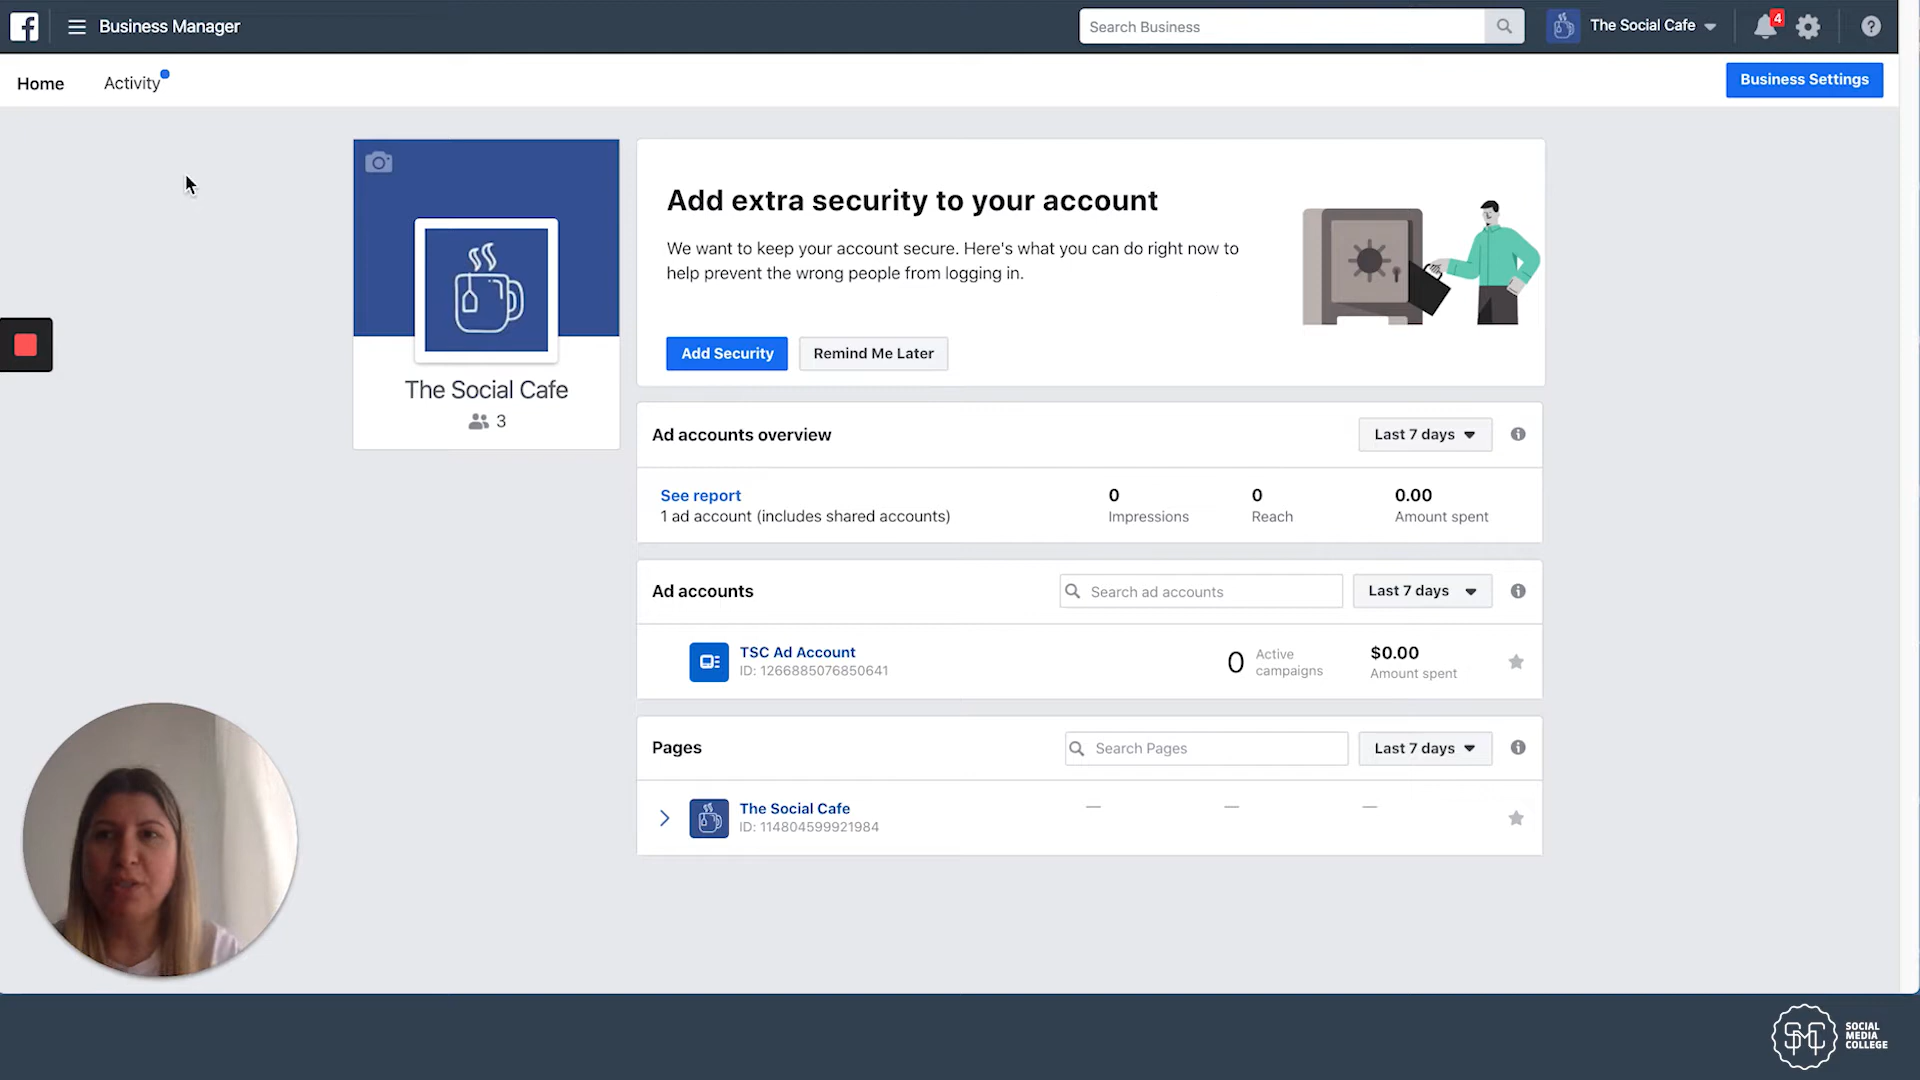 Business Manager
Search Business
The Social Cafe
4
Home
Activity
Business Settings
The Social Cafe
3
Add extra security to your account
We want to keep your account secure. Here's what you can do right now to
help prevent the wrong people from logging in.
Add Security
Remind Me Later
Ad accounts overview
Last 7 days
See report
1 ad account (includes shared accounts)
0
Impressions
0
Reach
0.00
Amount spent
Ad accounts
Search ad accounts
Last 7 days
TSC Ad Account
ID: 1266885076850641
0
Active
campaigns
$0.00
Amount spent
Pages
Search Pages
Last 7 days
The Social Cafe
ID: 114804599921984
— — —
SMC
SOCIAL
MEDIA
COLLEGE